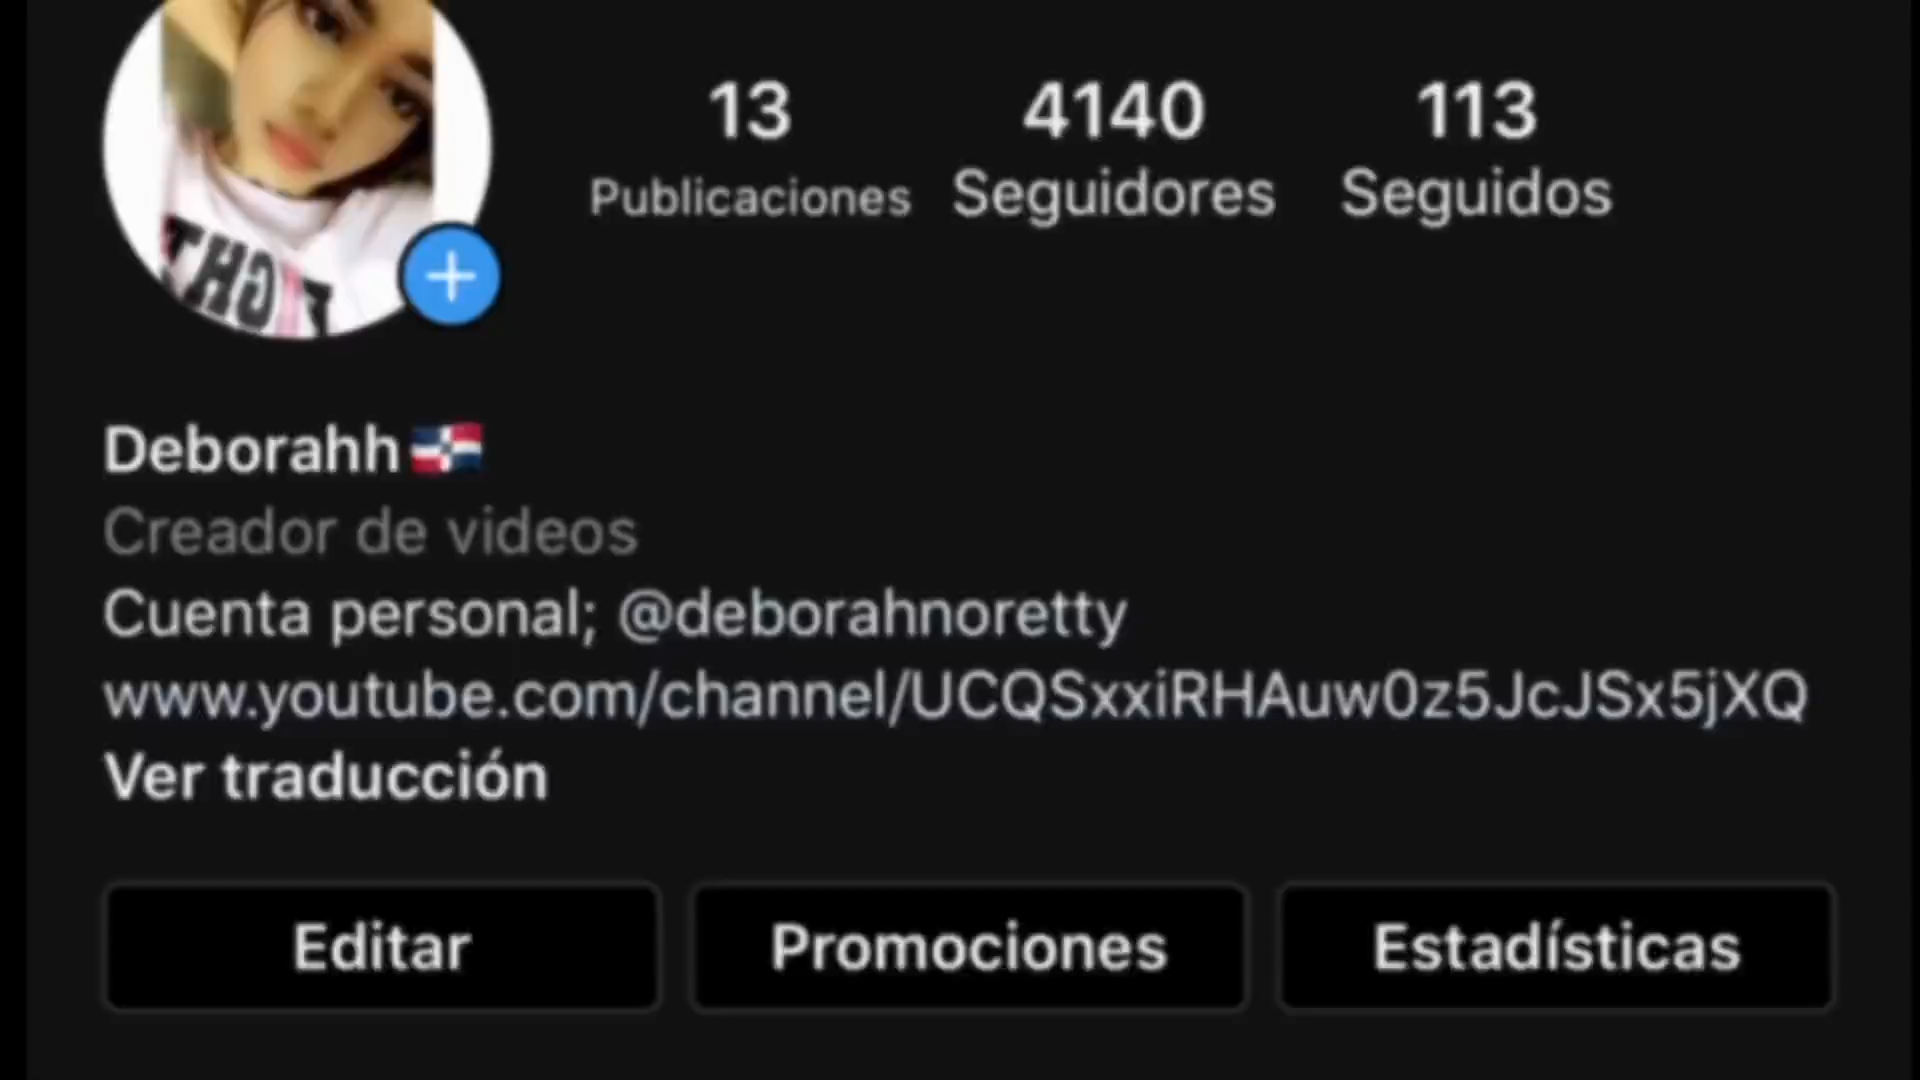 13 4140 113
Publicaciones Seguidores Seguidos
Deborahh
Creador de videos
Cuenta personal; @deborahnoretty
www.youtube.com/channel/UCQSxxiRHAuw0z5JcJSx5jXQ
Ver traducción
Editar Promociones Estadísticas